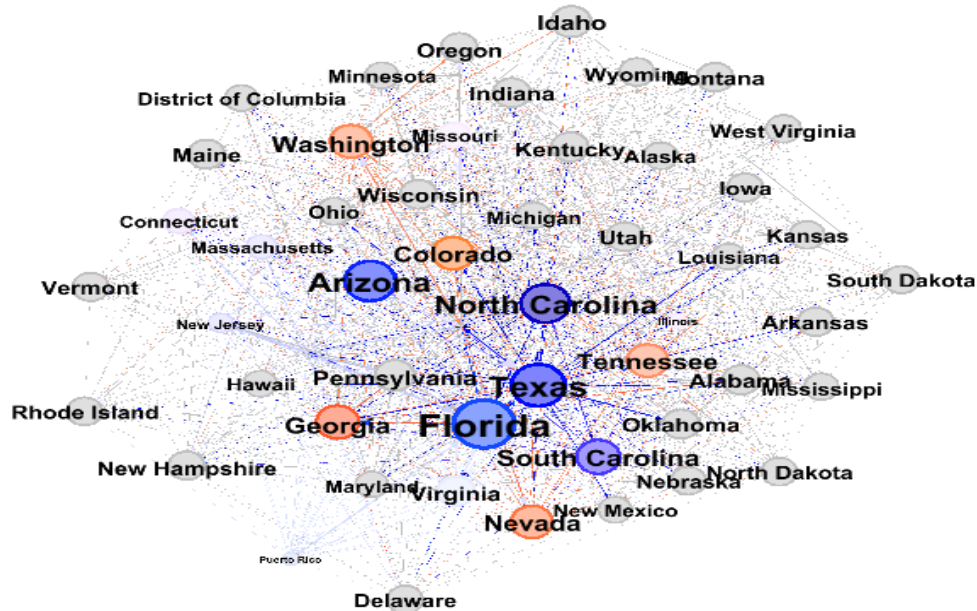 Idaho
Oregon
Minnesota
Wyoming
Montana
Indiana
District of Columbia
West Virginia
Missouri
Washington
Kentucky
Alaska
Maine
Wisconsin
Iowa
Ohio
Michigan
Connecticut
Massachusetts
Utah
Kansas
Colorado
Louisiana
Arizona
South Dakota
Vermont
North Carolina
New Jersey
Illinois
Arkansas
Tennessee
Hawaii
Pennsylvania
Texas
Alabama
Mississippi
Rhode Island
Georgia
Florida
Oklahoma
South Carolina
New Hampshire
North Dakota
Nebraska
Maryland
Virginia
New Mexico
Nevada
Puerto Rico
Delaware